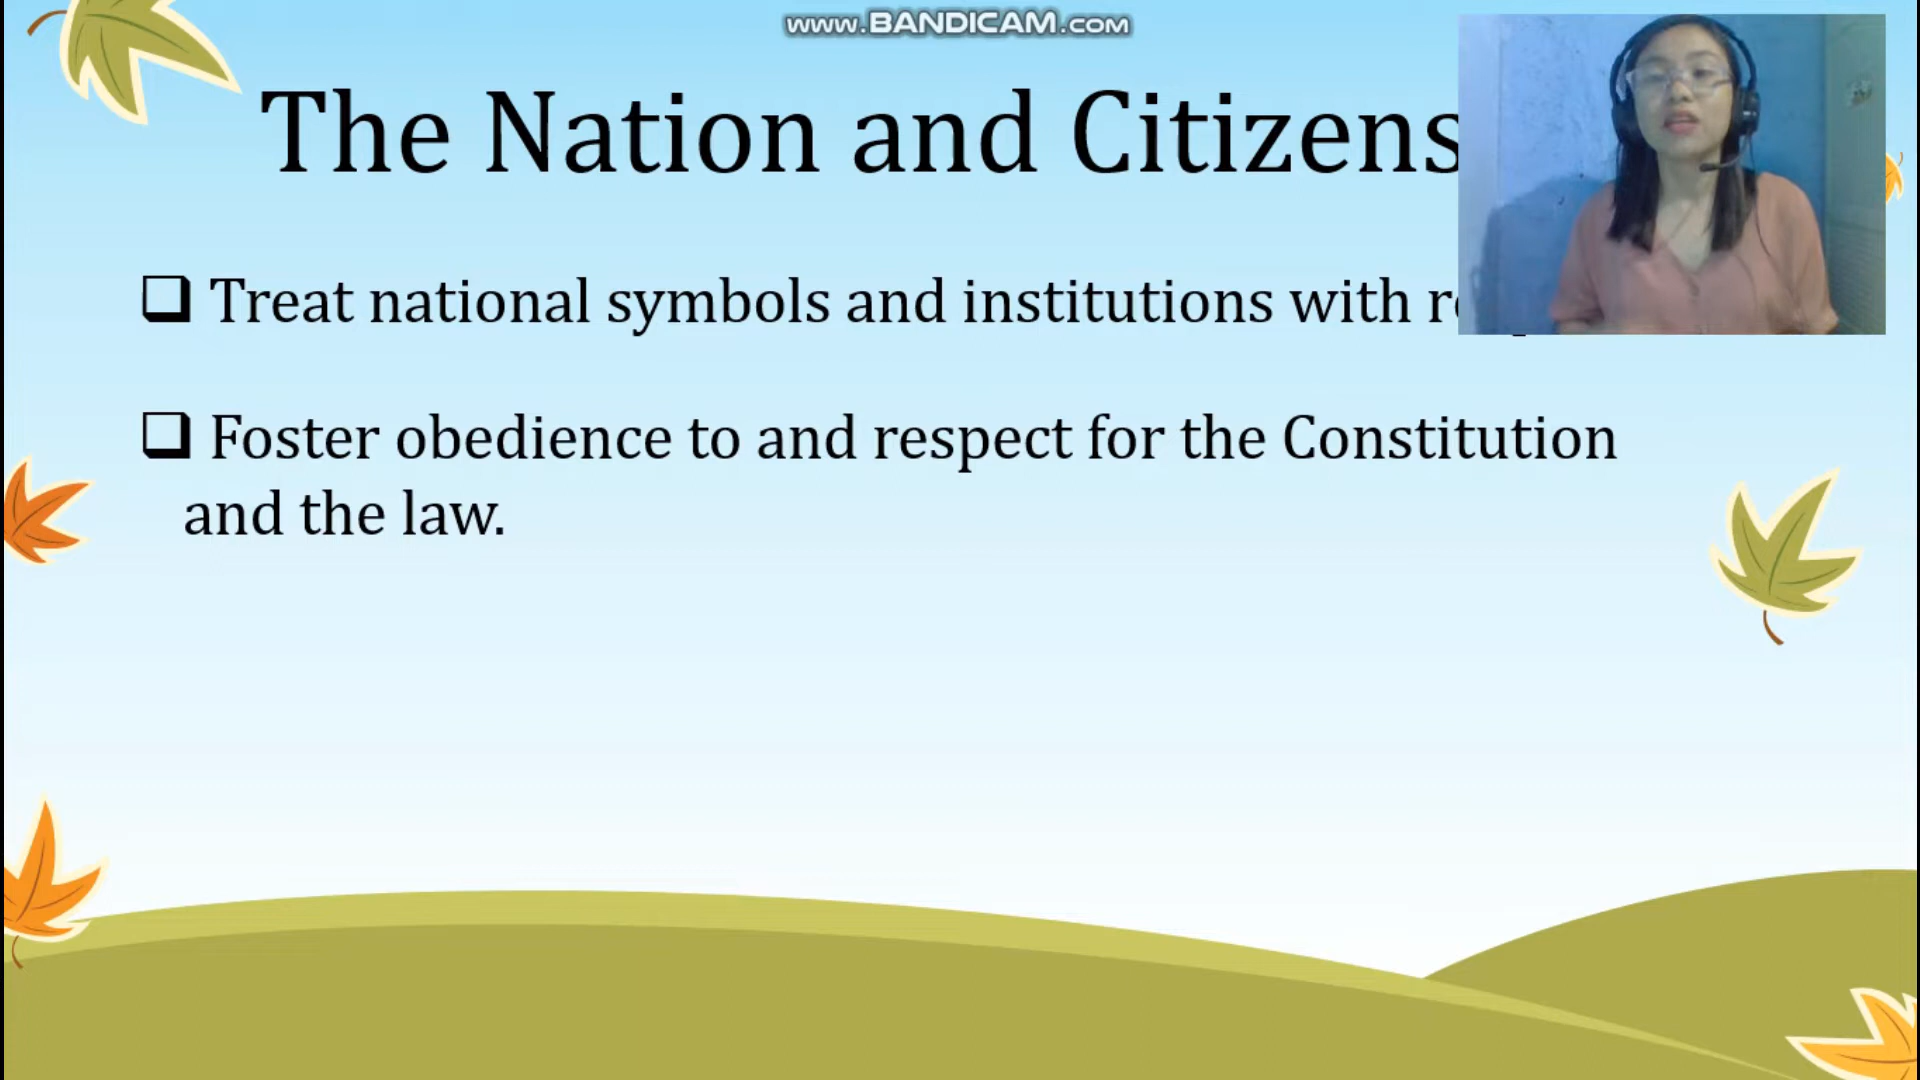 www.BANDICAM.com
The Nation and Citizens
❑ Treat national symbols and institutions with
❑ Foster obedience to and respect for the Constitution
and the law.